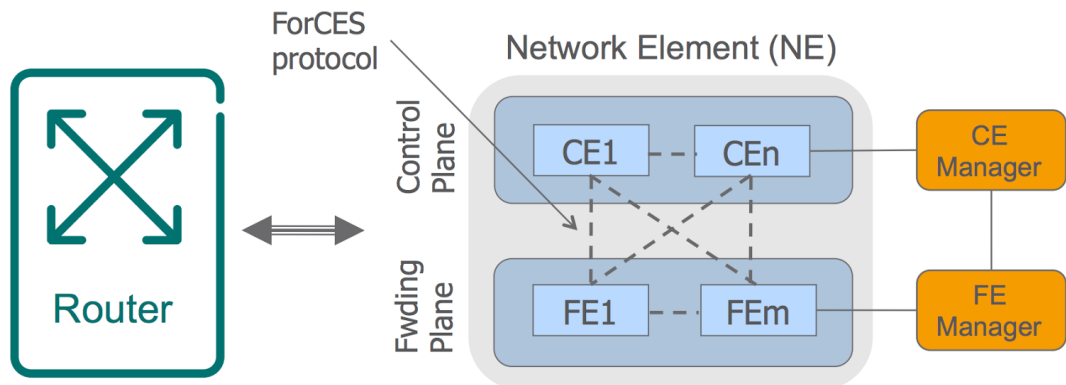 ForCES
protocol
Network Element (NE)
Router
Control
Plane
CE1
CEn
CE
Manager
Fwding
Plane
FE1
FEm
FE
Manager